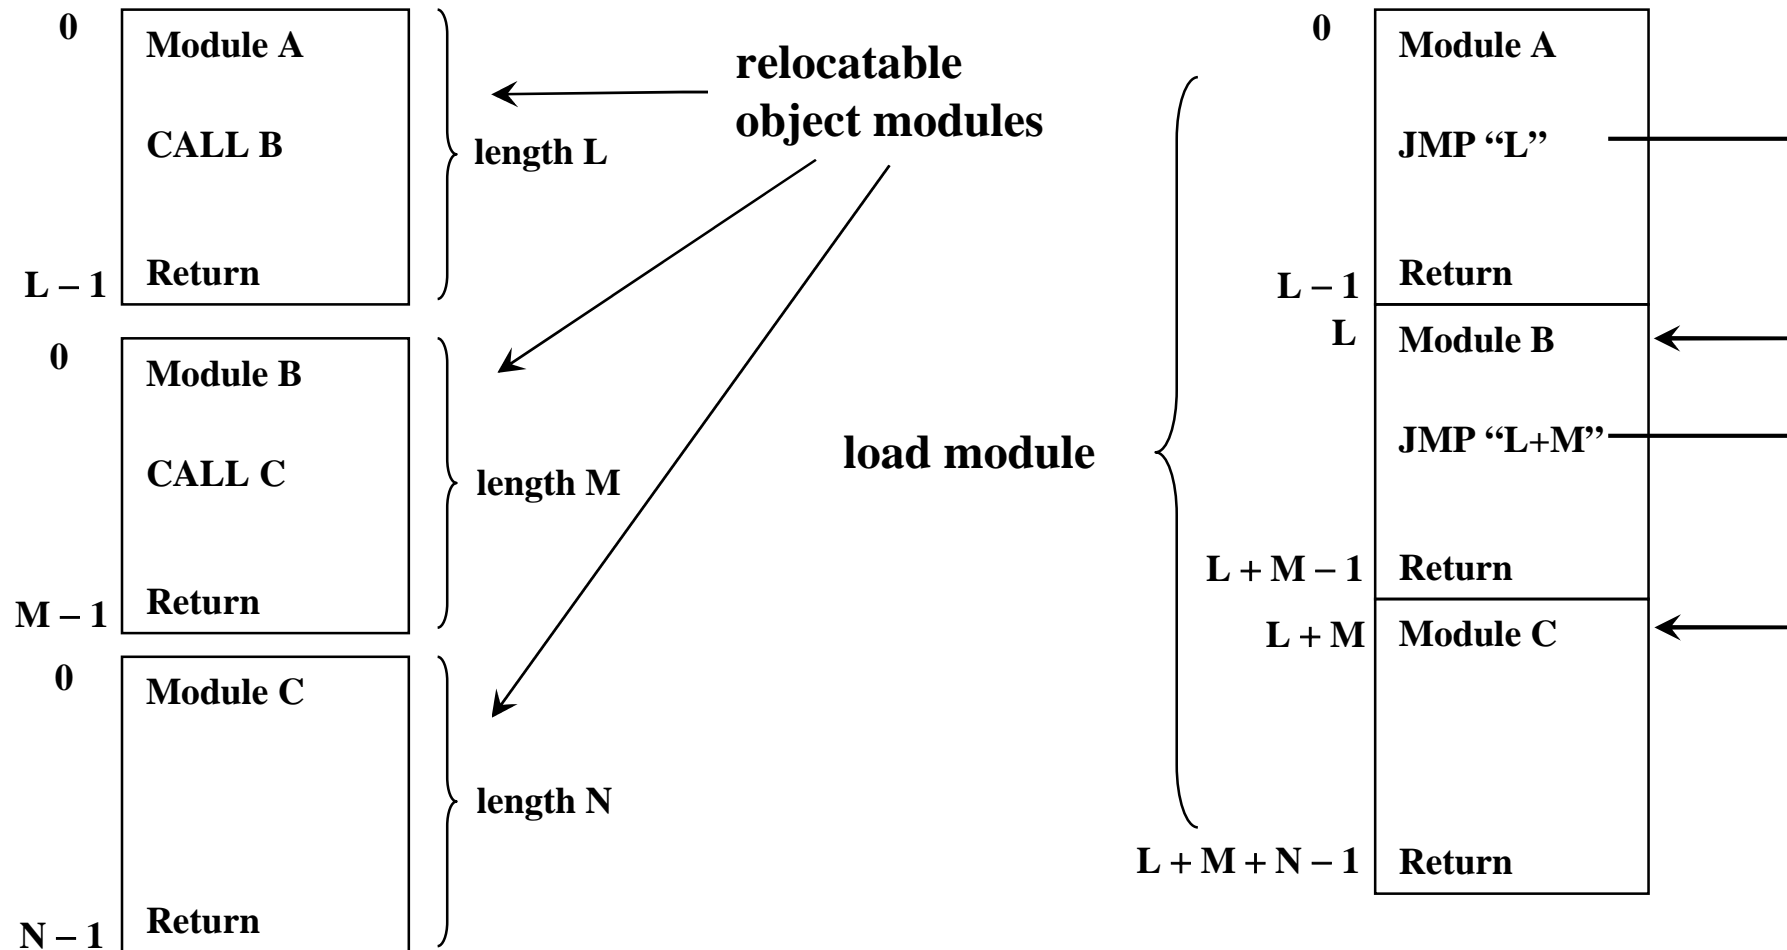 0
Module A
CALL B
Return
L – 1
length L
0
Module B
CALL C
Return
M – 1
length M
0
Module C
Return
N – 1
length N
relocatable
object modules
load module
0
Module A
JMP “L”
Return
L – 1
L
Module B
JMP “L+M”
Return
L + M – 1
L + M
Module C
Return
L + M + N – 1